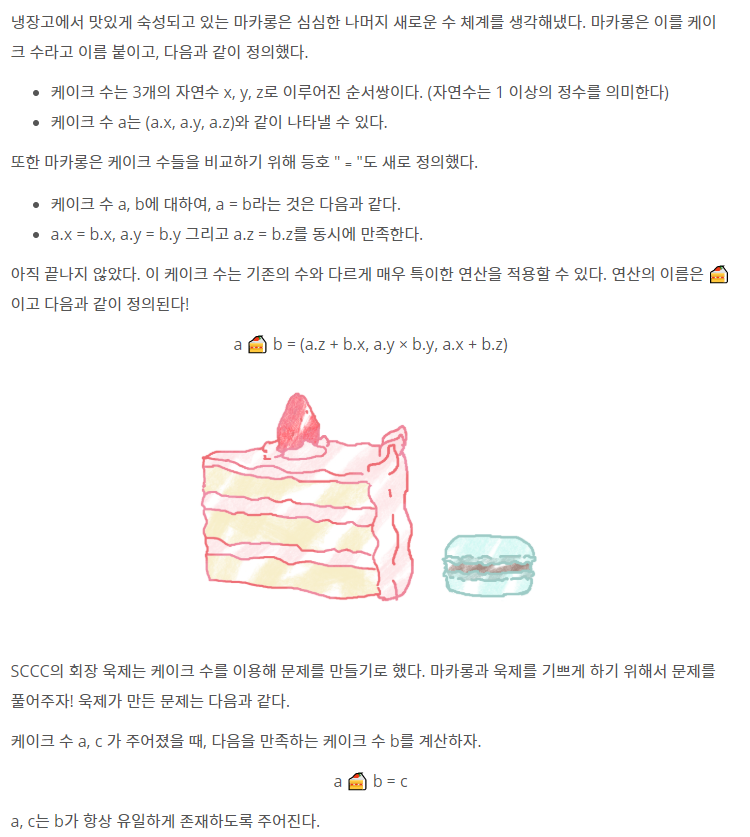 냉장고에서 맛있게 숙성되고 있는 마카롱은 심심한 나머지 새로운 수 체계를 생각해냈다. 마카롱은 이를 케이
크 수라고 이름 붙이고, 다음과 같이 정의했다.
• 케이크 수는 3개의 자연수 x, y, z로 이루어진 순서쌍이다. (자연수는 1 이상의 정수를 의미한다)
• 케이크 수 a는 (a.x, a.y, a.z)와 같이 나타낼 수 있다.
또한 마카롱은 케이크 수들을 비교하기 위해 등호 " = "도 새로 정의했다.
• 케이크 수 a, b에 대하여, a = b라는 것은 다음과 같다.
• a.x = b.x, a.y = b.y 그리고 a.z = b.z를 동시에 만족한다.
아직 끝나지 않았다. 이 케이크 수는 기존의 수와 다르게 매우 특이한 연산을 적용할 수 있다. 연산의 이름은 🍰
이고 다음과 같이 정의된다!
a 🍰 b = (a.z + b.x, a.y × b.y, a.x + b.z)
SCCC의 회장 욱제는 케이크 수를 이용해 문제를 만들기로 했다. 마카롱과 욱제를 기쁘게 하기 위해서 문제를
풀어주자! 욱제가 만든 문제는 다음과 같다.
케이크 수 a, c 가 주어졌을 때, 다음을 만족하는 케이크 수 b를 계산하자.
a 🍰 b = c
a, c는 b가 항상 유일하게 존재하도록 주어진다.